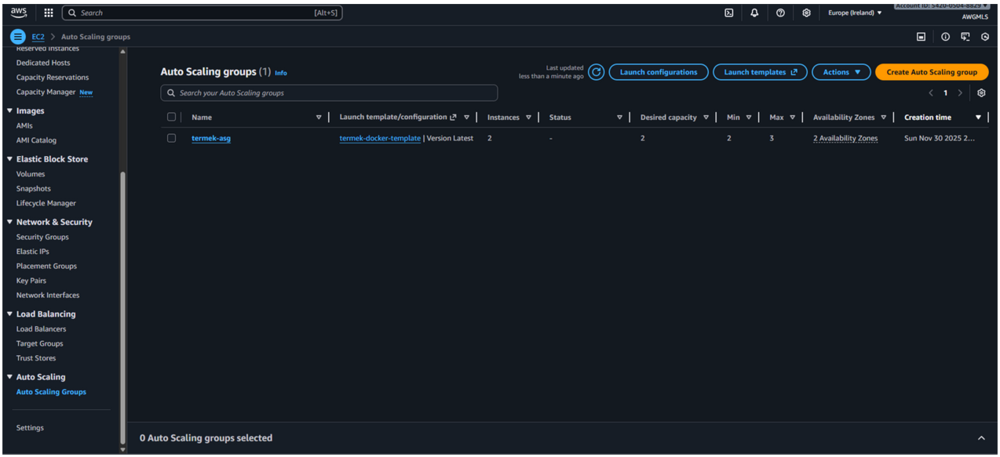 aws
Search [Alt+S]
Europe (Ireland)
Account ID: 5420-0504-8829
AWGMLS
EC2 > Auto Scaling groups
Reserved Instances
Dedicated Hosts
Capacity Reservations
Capacity Manager New
Images
AMIs
AMI Catalog
Elastic Block Store
Volumes
Snapshots
Lifecycle Manager
Network & Security
Security Groups
Elastic IPs
Placement Groups
Key Pairs
Network Interfaces
Load Balancing
Load Balancers
Target Groups
Trust Stores
Auto Scaling
Auto Scaling Groups
Settings
Auto Scaling groups (1) Info
Last updated
less than a minute ago
Launch configurations
Launch templates
Actions
Create Auto Scaling group
Search your Auto Scaling groups
1
Name Launch template/configuration Instances Status Desired capacity Min Max Availability Zones Creation time
termek-asg termek-docker-template | Version Latest 2 - 2 2 3 2 Availability Zones Sun Nov 30 2025 2...
0 Auto Scaling groups selected